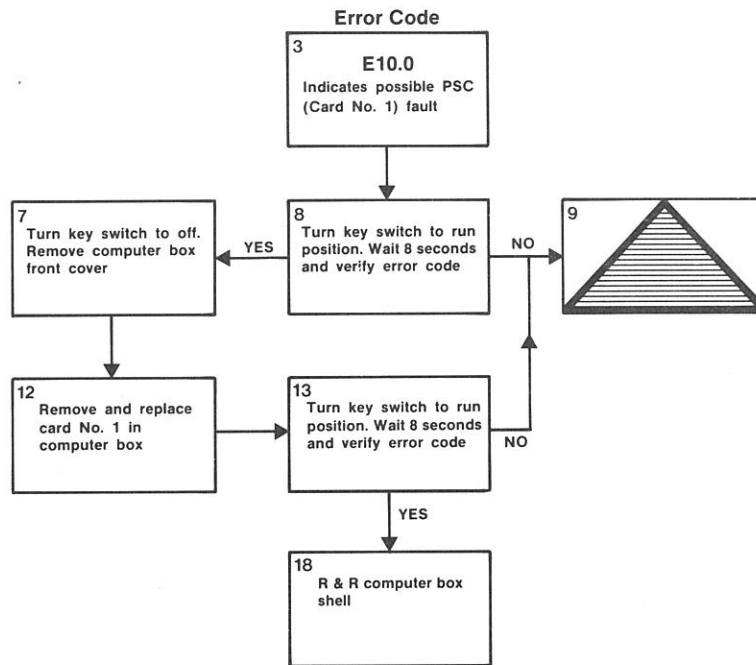 Error Code
3
E10.0
Indicates possible PSC
(Card No. 1) fault
7
Turn key switch to off.
Remove computer box
front cover
YES
8
Turn key switch to run
position. Wait 8 seconds
and verify error code
NO
9
12
Remove and replace
card No. 1 in
computer box
13
Turn key switch to run
position. Wait 8 seconds
and verify error code
NO
YES
18
R & R computer box
shell